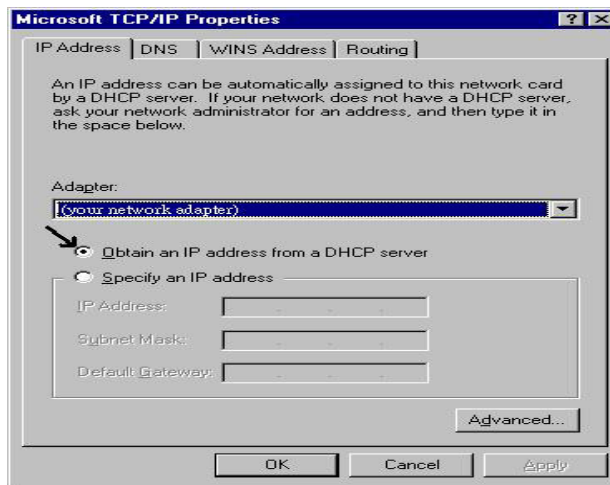 Microsoft TCP/IP Properties
IP Address DNS WINS Address Routing
An IP address can be automatically assigned to this network card
by a DHCP server. If your network does not have a DHCP server,
ask your network administrator for an address, and then type it in
the space below.
Adapter:
(your network adapter)
Obtain an IP address from a DHCP server
Specify an IP address
IP Address:
Subnet Mask:
Default Gateway:
Advanced...
OK Cancel Apply